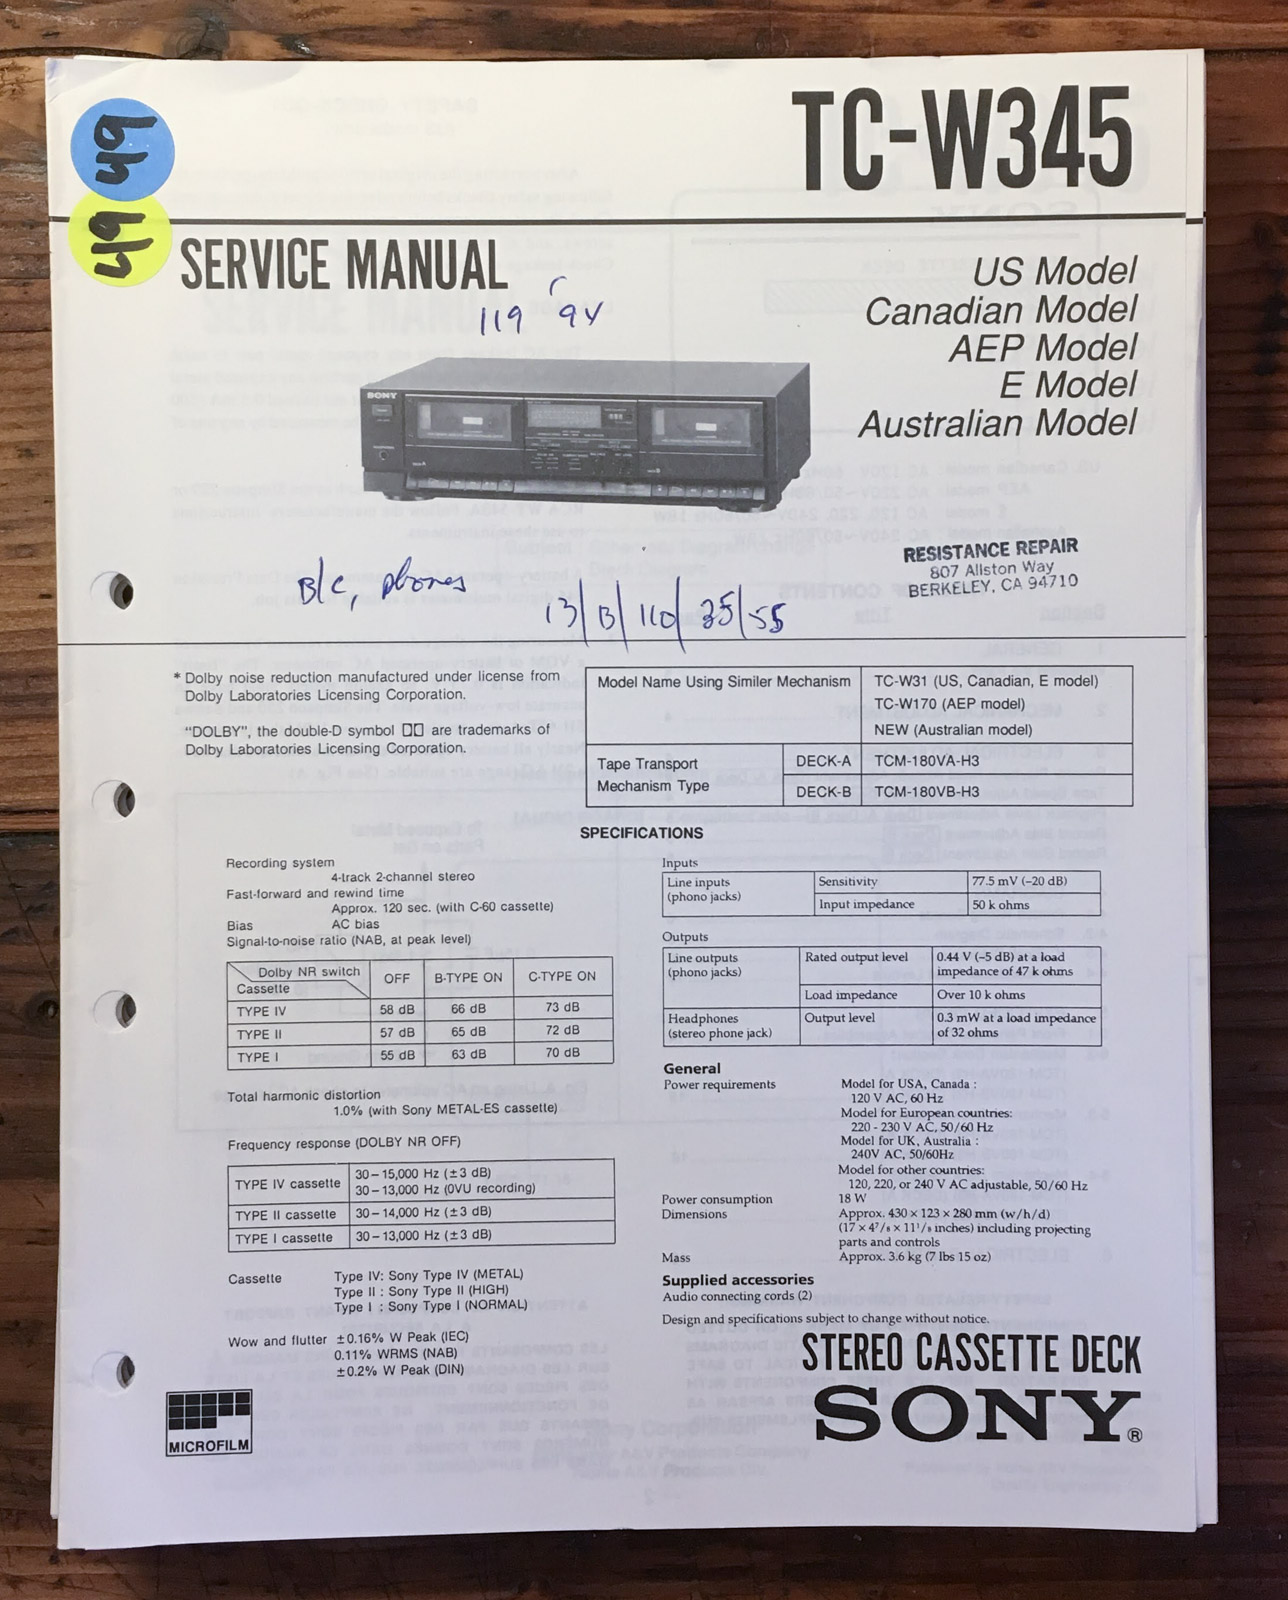 49
49
TC-W345
SERVICE MANUAL
119 '94
US Model
Canadian Model
AEP Model
E Model
Australian Model
SONY
B/C, phones
13/B/110/35/55
RESISTANCE REPAIR
807 Allston Way
BERKELEY, CA 94710
* Dolby noise reduction manufactured under license from
Dolby Laboratories Licensing Corporation.
"DOLBY", the double-D symbol are trademarks of
Dolby Laboratories Licensing Corporation.
Model Name Using Similer Mechanism TC-W31 (US, Canadian, E model)
TC-W170 (AEP model)
NEW (Australian model)
Tape Transport
Mechanism Type
DECK-A TCM-180VA-H3
DECK-B TCM-180VB-H3
SPECIFICATIONS
Recording system
4-track 2-channel stereo
Fast-forward and rewind time
Approx. 120 sec. (with C-60 cassette)
Bias AC bias
Signal-to-noise ratio (NAB, at peak level)
Dolby NR switch
Cassette
OFF B-TYPE ON C-TYPE ON
TYPE IV 58 dB 66 dB 73 dB
TYPE II 57 dB 65 dB 72 dB
TYPE I 55 dB 63 dB 70 dB
Total harmonic distortion
1.0% (with Sony METAL-ES cassette)
Frequency response (DOLBY NR OFF)
TYPE IV cassette 30–15,000 Hz (±3 dB)
30–13,000 Hz (0VU recording)
TYPE II cassette 30–14,000 Hz (±3 dB)
TYPE I cassette 30–13,000 Hz (±3 dB)
Cassette Type IV: Sony Type IV (METAL)
Type II : Sony Type II (HIGH)
Type I : Sony Type I (NORMAL)
Wow and flutter ±0.16% W Peak (IEC)
0.11% WRMS (NAB)
±0.2% W Peak (DIN)
MICROFILM
Inputs
Line inputs
(phono jacks)
Sensitivity 77.5 mV (–20 dB)
Input impedance 50 k ohms
Outputs
Line outputs
(phono jacks)
Rated output level 0.44 V (–5 dB) at a load
impedance of 47 k ohms
Load impedance Over 10 k ohms
Headphones
(stereo phone jack)
Output level 0.3 mW at a load impedance
of 32 ohms
General
Power requirements Model for USA, Canada :
120 V AC, 60 Hz
Model for European countries:
220 - 230 V AC, 50/60 Hz
Model for UK, Australia :
240V AC, 50/60Hz
Model for other countries:
120, 220, or 240 V AC adjustable, 50/60 Hz
Power consumption 18 W
Dimensions Approx. 430 × 123 × 280 mm (w/h/d)
(17 × 4 7/8 × 11 1/8 inches) including projecting
parts and controls
Mass Approx. 3.6 kg (7 lbs 15 oz)
Supplied accessories
Audio connecting cords (2)
Design and specifications subject to change without notice.
STEREO CASSETTE DECK
SONY®